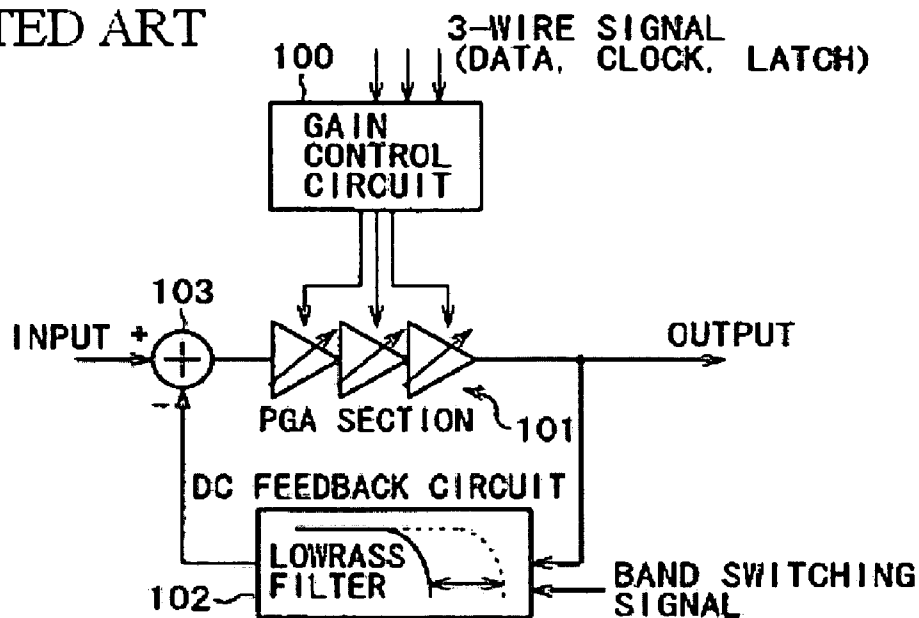 TED ART
3-WIRE SIGNAL
(DATA, CLOCK, LATCH)
100
GAIN
CONTROL
CIRCUIT
103
INPUT +
+
-
OUTPUT
PGA SECTION
101
DC FEEDBACK CIRCUIT
LOWRASS
FILTER
102
BAND SWITCHING
SIGNAL